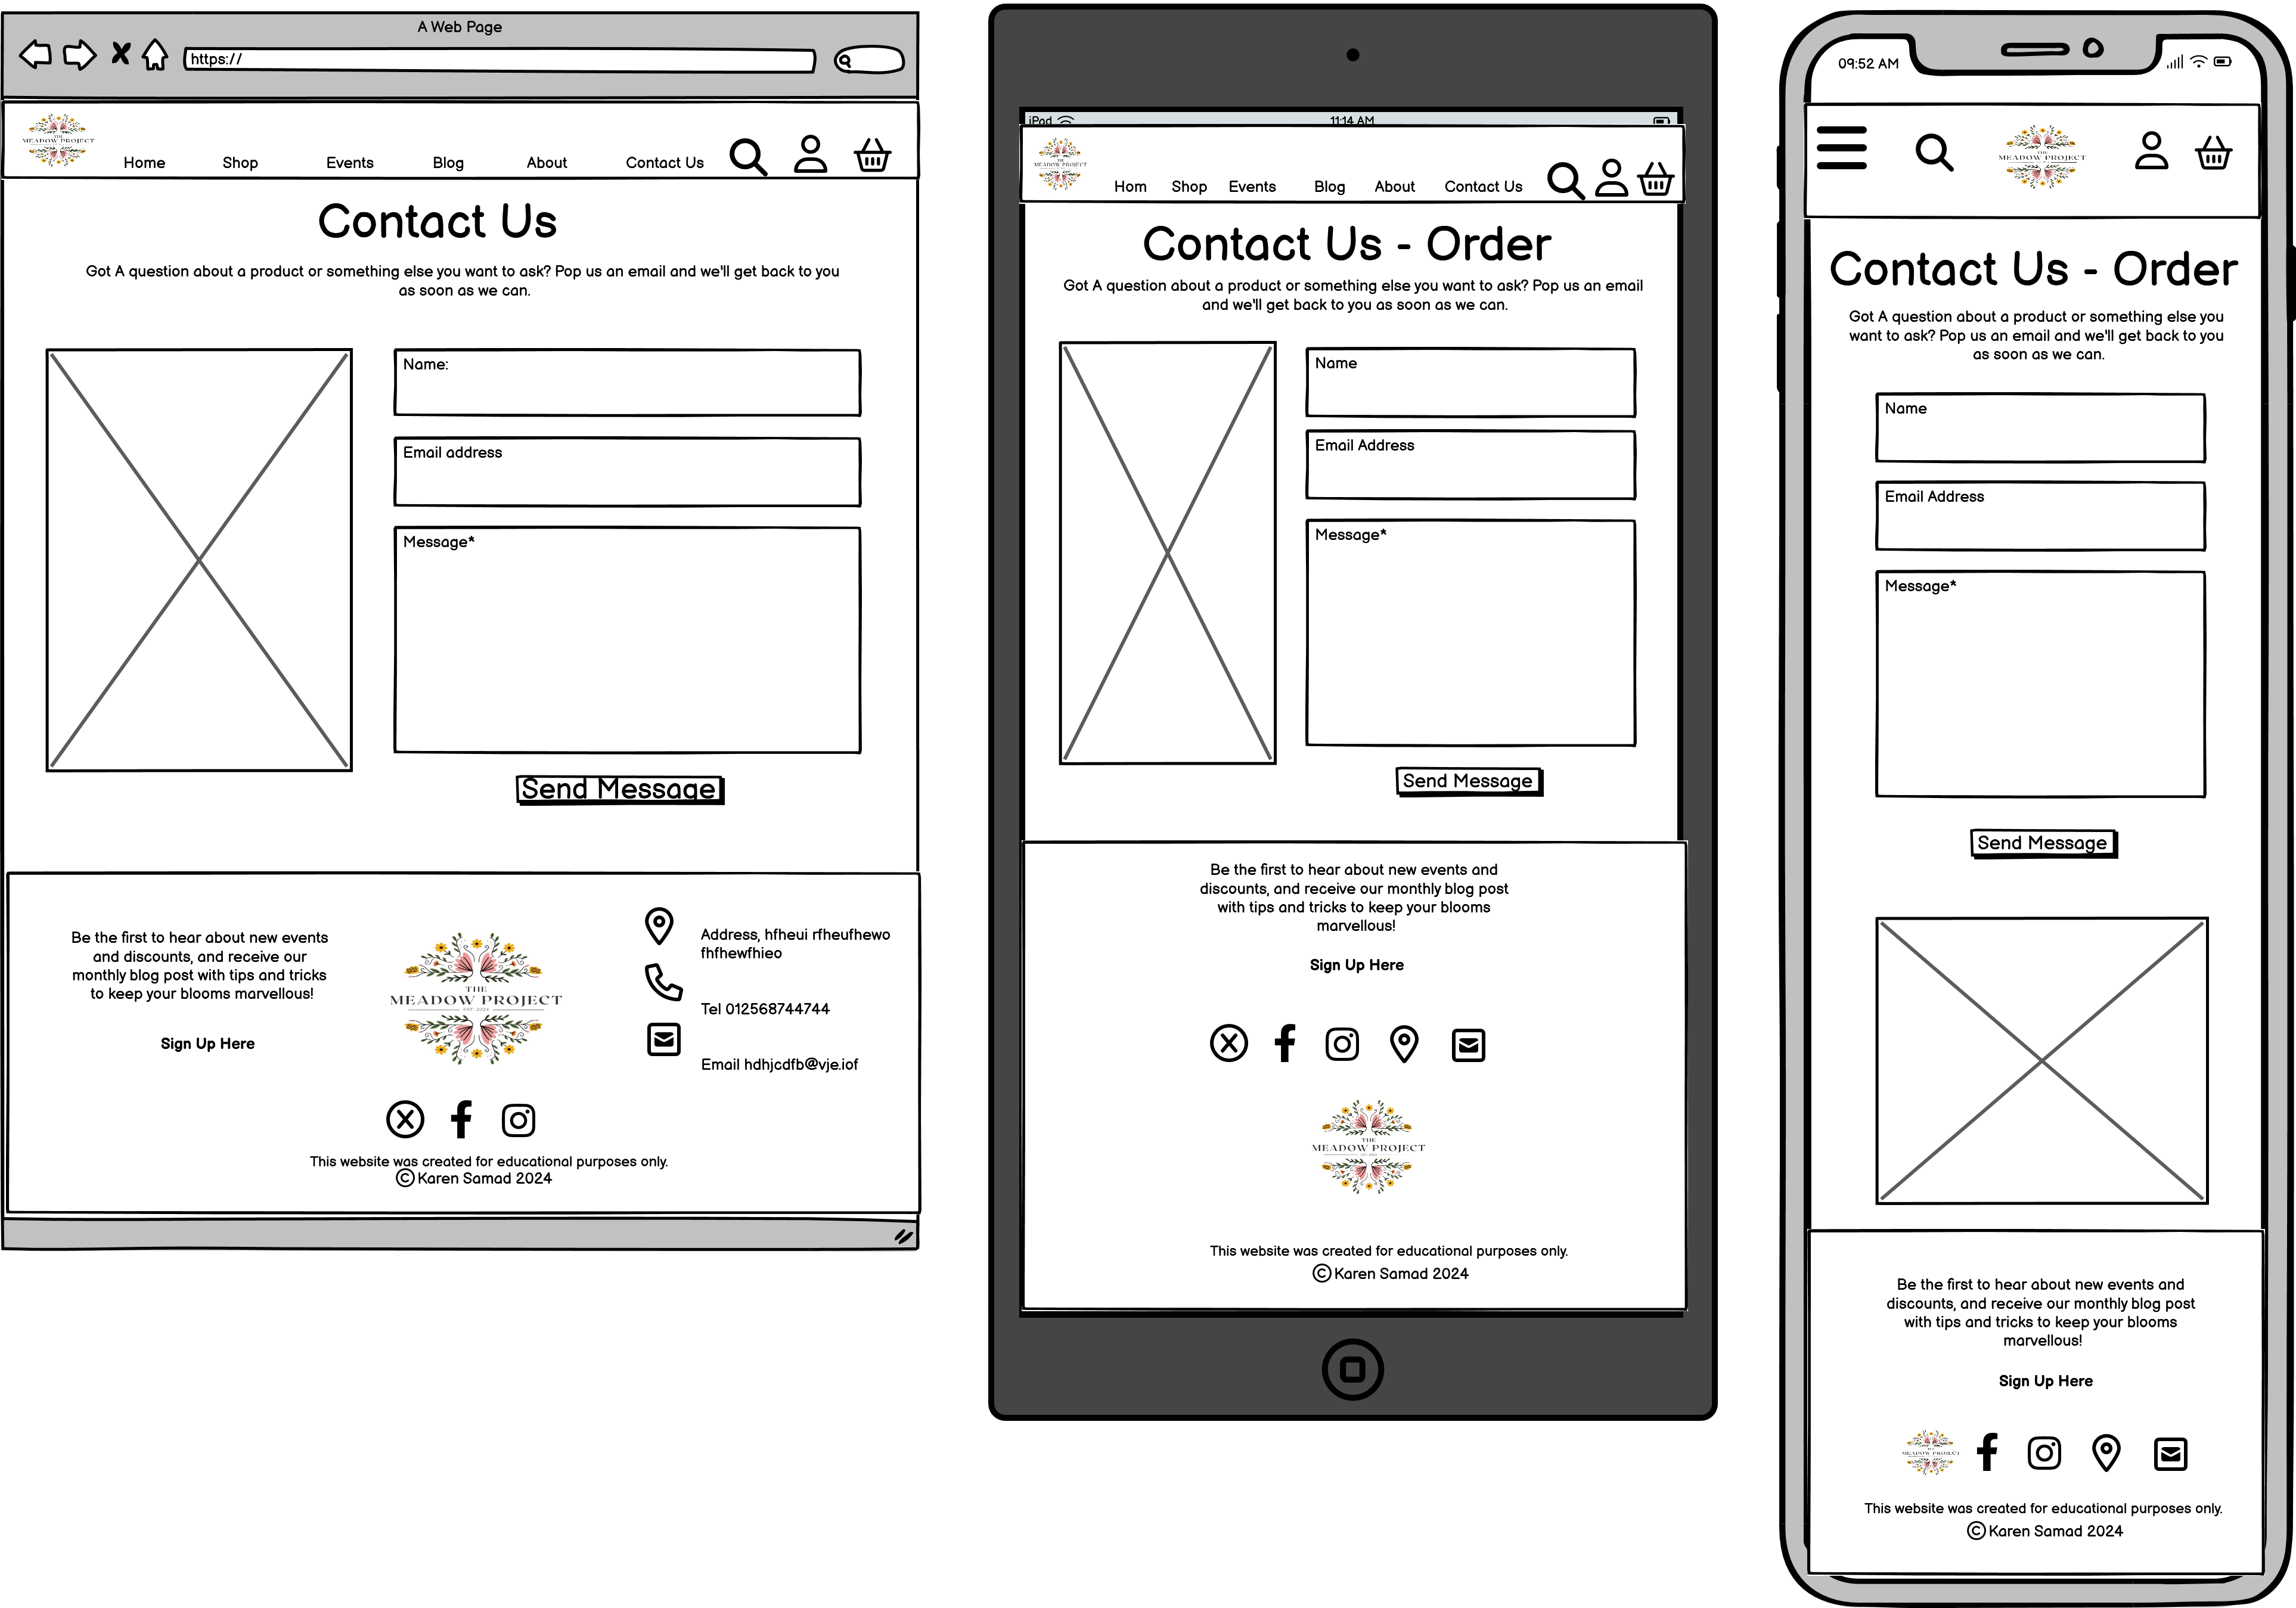 A Web Page
https://
THE
MEADOW PROJECT
Home Shop Events Blog About Contact Us
Contact Us
Got A question about a product or something else you want to ask? Pop us an email and we'll get back to you
as soon as we can.
Name:
Email address
Message*
Send Message
Be the first to hear about new events
and discounts, and receive our
monthly blog post with tips and tricks
to keep your blooms marvellous!
Sign Up Here
THE
MEADOW PROJECT
EST. 2024
Address, hfheui rfheufhewo
fhfhewfhieo
Tel 012568744744
Email hdhjcdfb@vje.iof
This website was created for educational purposes only.
© Karen Samad 2024
iPad 11:14 AM
THE
MEADOW PROJECT
Hom Shop Events Blog About Contact Us
Contact Us - Order
Got A question about a product or something else you want to ask? Pop us an email
and we'll get back to you as soon as we can.
Name
Email Address
Message*
Send Message
Be the first to hear about new events and
discounts, and receive our monthly blog post
with tips and tricks to keep your blooms
marvellous!
Sign Up Here
THE
MEADOW PROJECT
EST. 2024
This website was created for educational purposes only.
© Karen Samad 2024
09:52 AM
THE
MEADOW PROJECT
Contact Us - Order
Got A question about a product or something else you
want to ask? Pop us an email and we'll get back to you
as soon as we can.
Name
Email Address
Message*
Send Message
Be the first to hear about new events and
discounts, and receive our monthly blog post
with tips and tricks to keep your blooms
marvellous!
Sign Up Here
MEADOW PROJECT
This website was created for educational purposes only.
© Karen Samad 2024